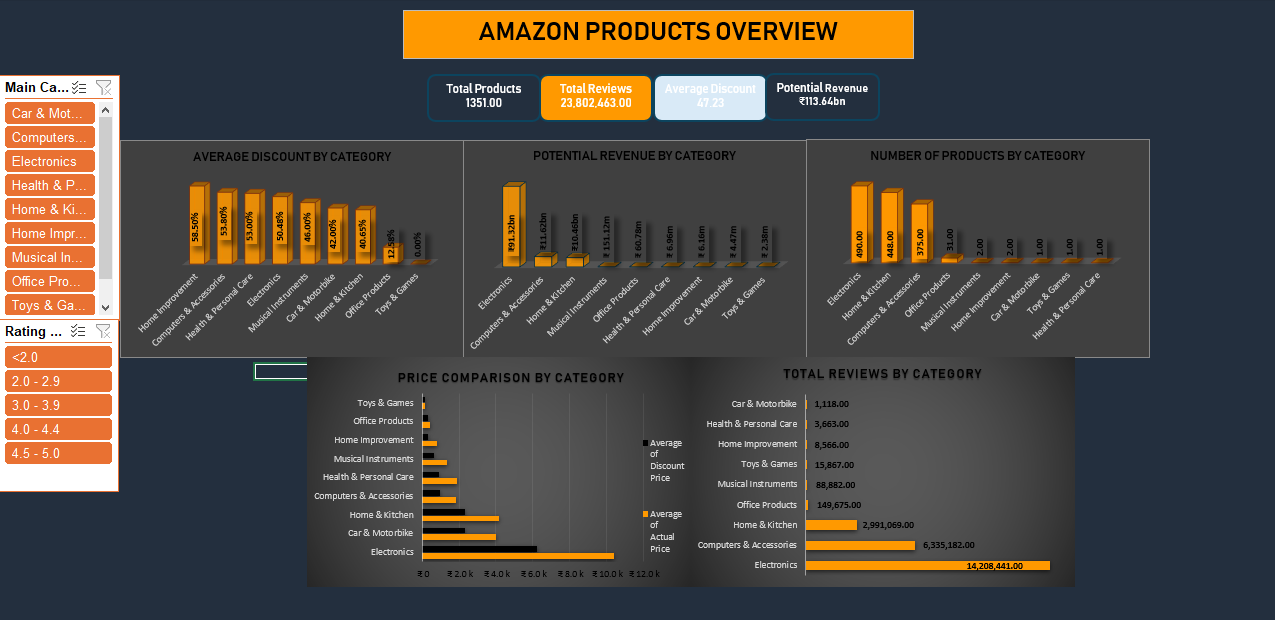 AMAZON PRODUCTS OVERVIEW
Total Products
1351.00
Total Reviews
23,802,463.00
Average Discount
47.23
Potential Revenue
₹113.64bn
Main Ca...
Car & Mot...
Computers...
Electronics
Health & P...
Home & Ki...
Home Impr...
Musical In...
Office Pro...
Toys & Ga...
Rating ...
<2.0
2.0 - 2.9
3.0 - 3.9
4.0 - 4.4
4.5 - 5.0
AVERAGE DISCOUNT BY CATEGORY
58.50%
53.80%
53.00%
50.48%
46.00%
42.00%
40.65%
12.58%
0.00%
Home Improvement
Computers & Accessories
Health & Personal Care
Electronics
Musical Instruments
Car & Motorbike
Home & Kitchen
Office Products
Toys & Games
POTENTIAL REVENUE BY CATEGORY
₹91.32bn
₹11.62bn
₹10.46bn
₹ 151.12m
₹ 60.78m
₹ 6.96m
₹ 6.16m
₹ 4.47m
₹ 2.38m
Electronics
Computers & Accessories
Home & Kitchen
Musical Instruments
Office Products
Health & Personal Care
Home Improvement
Car & Motorbike
Toys & Games
NUMBER OF PRODUCTS BY CATEGORY
490.00
448.00
375.00
31.00
2.00
2.00
1.00
1.00
1.00
Electronics
Home & Kitchen
Computers & Accessories
Office Products
Musical Instruments
Home Improvement
Car & Motorbike
Toys & Games
Health & Personal Care
PRICE COMPARISON BY CATEGORY
Toys & Games
Office Products
Home Improvement
Musical Instruments
Health & Personal Care
Computers & Accessories
Home & Kitchen
Car & Motorbike
Electronics
₹ 0
₹ 2.0 k
₹ 4.0 k
₹ 6.0 k
₹ 8.0 k
₹ 10.0 k
₹ 12.0 k
Average
of
Discount
Price
Average
of
Actual
Price
TOTAL REVIEWS BY CATEGORY
Car & Motorbike 1,118.00
Health & Personal Care 3,663.00
Home Improvement 8,566.00
Toys & Games 15,867.00
Musical Instruments 88,882.00
Office Products 149,675.00
Home & Kitchen 2,991,069.00
Computers & Accessories 6,335,182.00
Electronics 14,208,441.00